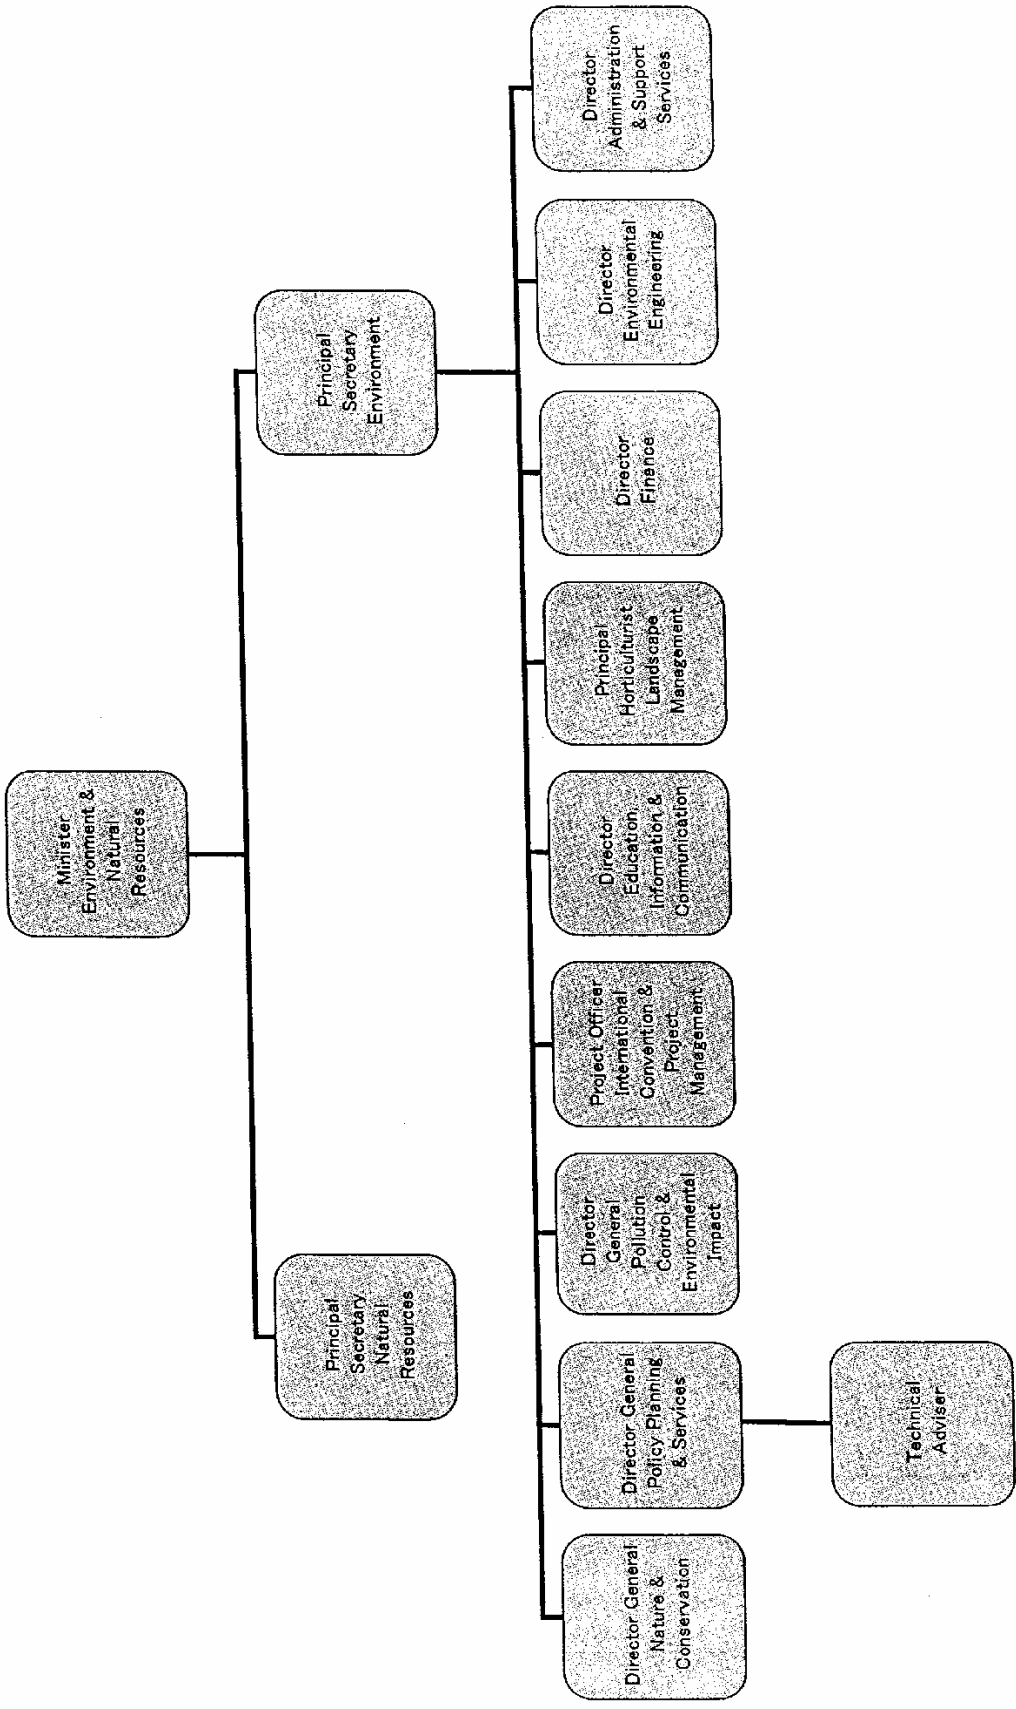 Minister
Environment &
Natural
Resources
Principal
Secretary
Natural
Resources
Principal
Secretary
Environment
Director General
Nature &
Conservation
Director General
Policy Planning
& Services
Director
General
Pollution
Control &
Environmental
Impact
Project Officer
International
Convention &
Project
Management
Director
Education
Information &
Communication
Principal
Horticulturist
Landscape
Management
Director
Finance
Director
Environmental
Engineering
Director
Administration
& Support
Services
Technical
Adviser